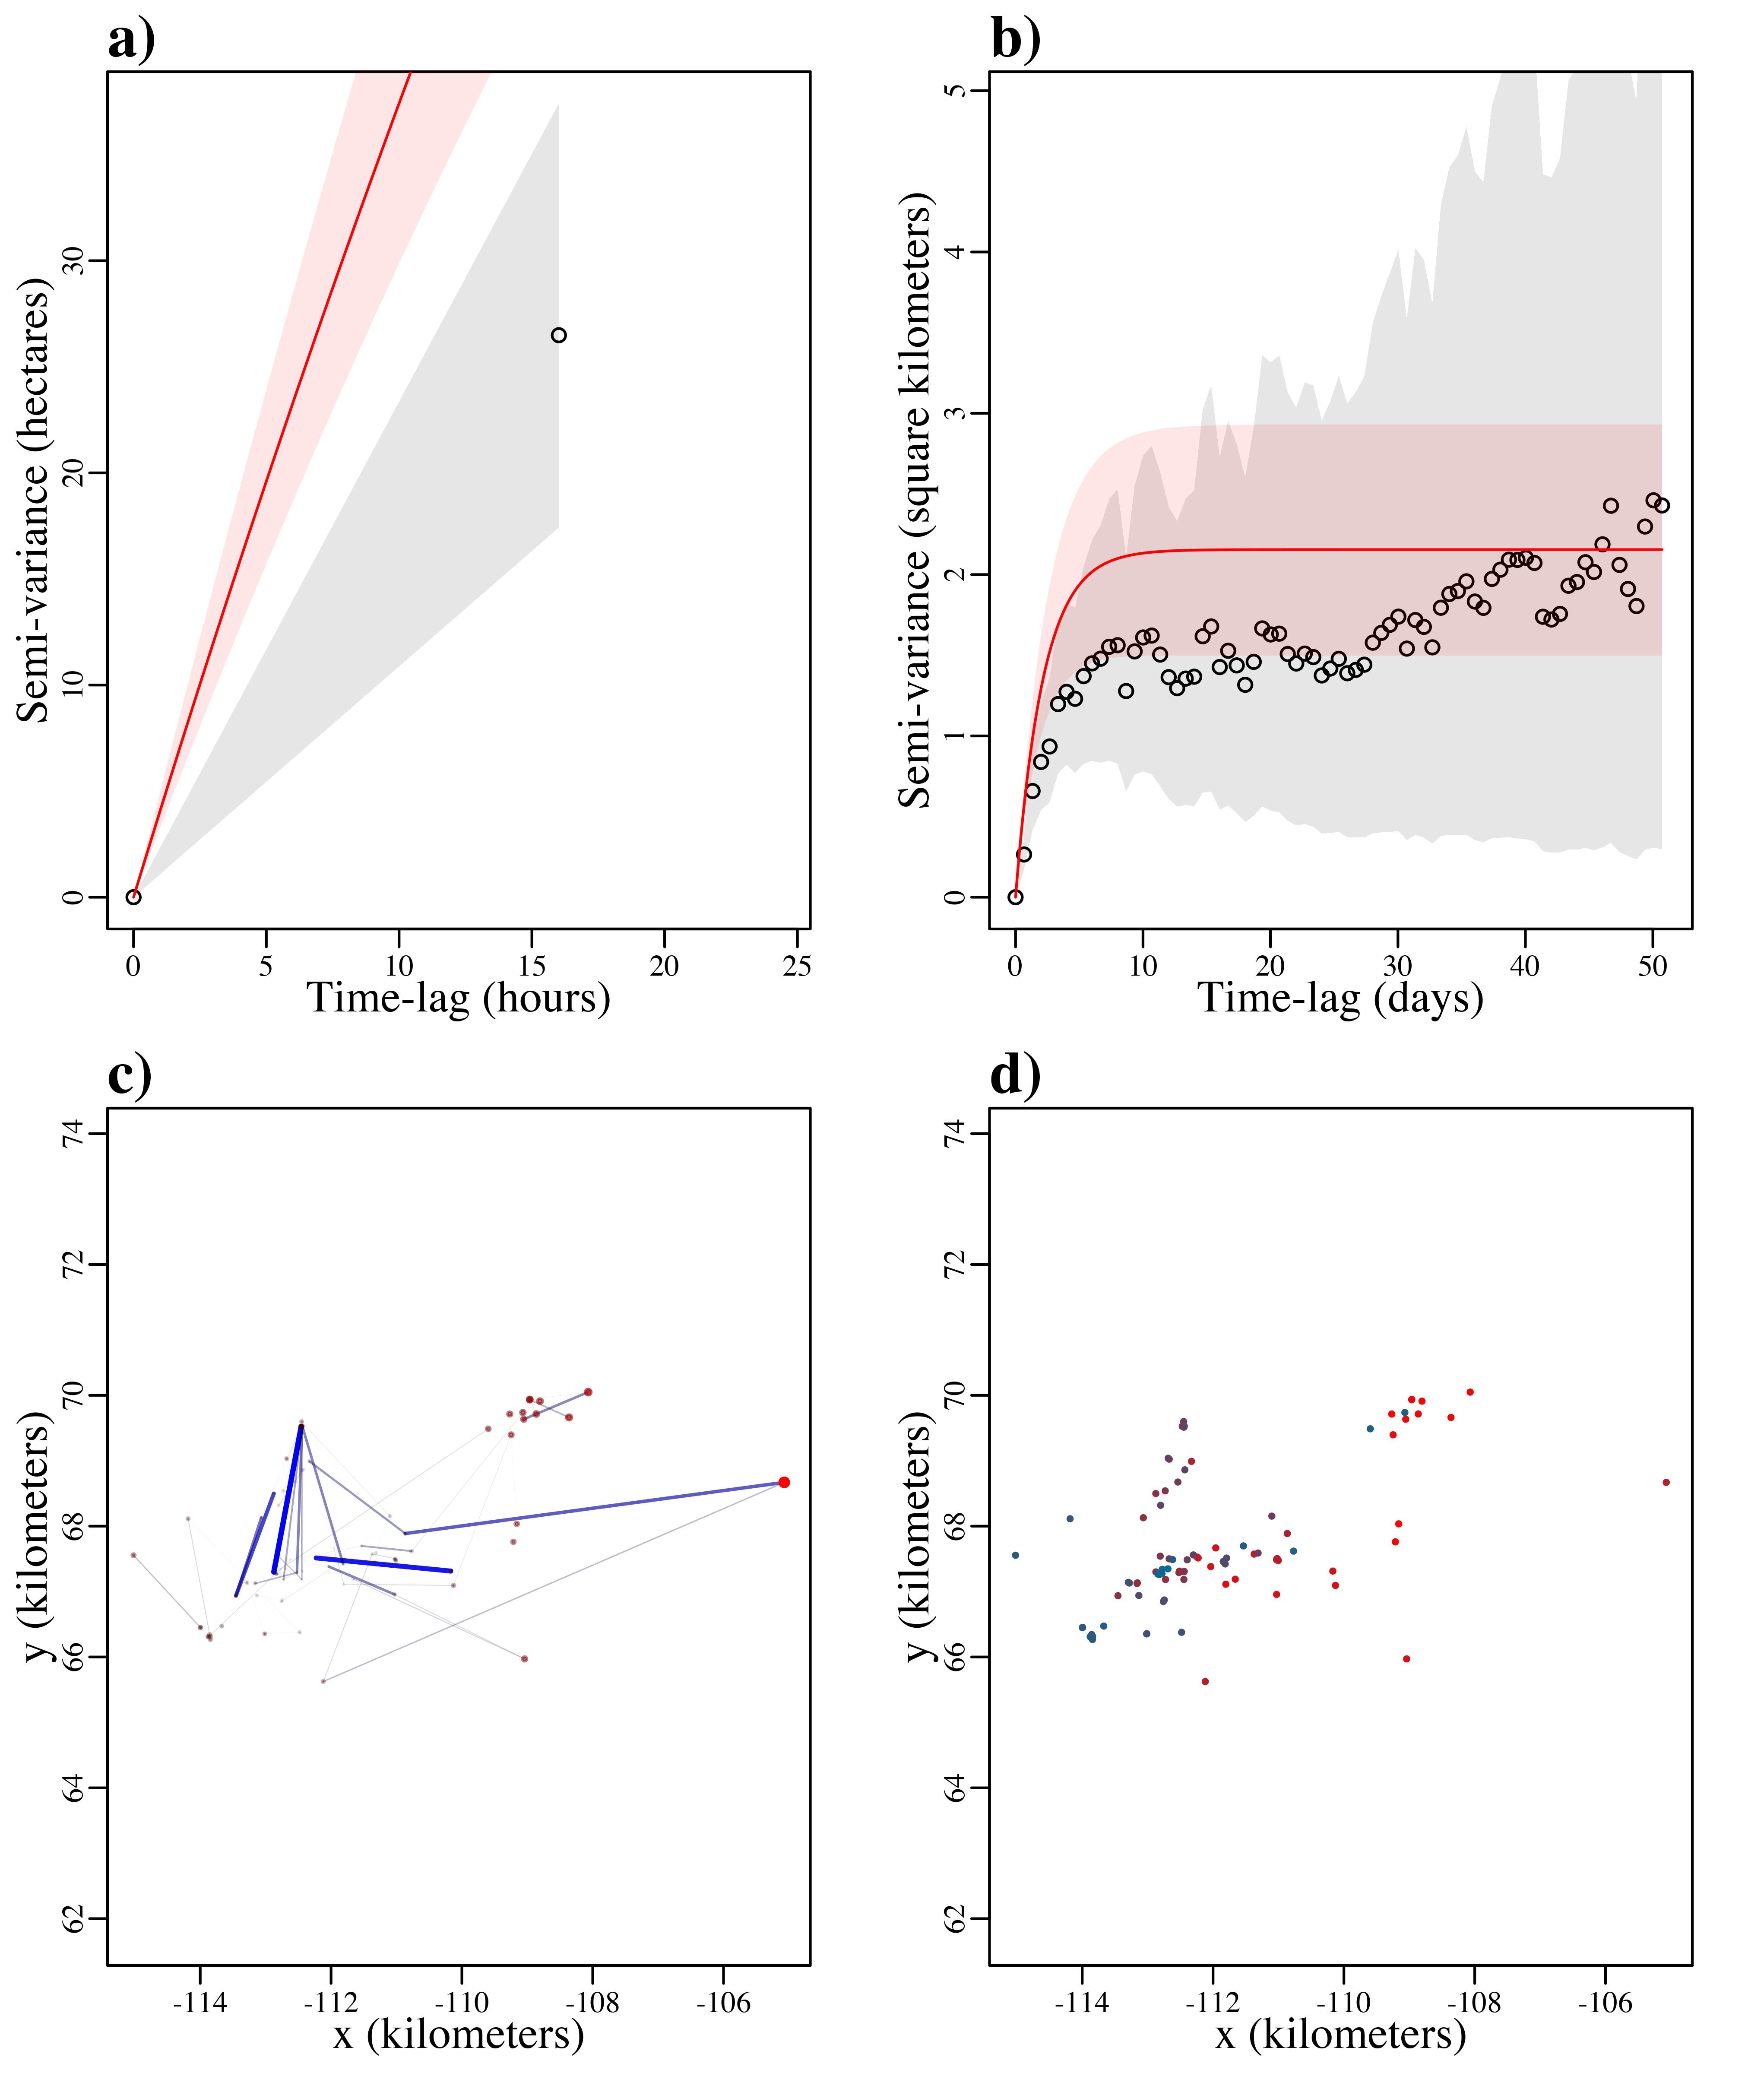 a)
Semi-variance (hectares)
0 10 20 30
0 5 10 15 20 25
Time-lag (hours)
b)
Semi-variance (square kilometers)
0 1 2 3 4 5
0 10 20 30 40 50
Time-lag (days)
c)
y (kilometers)
62 64 66 68 70 72 74
-114 -112 -110 -108 -106
x (kilometers)
d)
y (kilometers)
62 64 66 68 70 72 74
-114 -112 -110 -108 -106
x (kilometers)